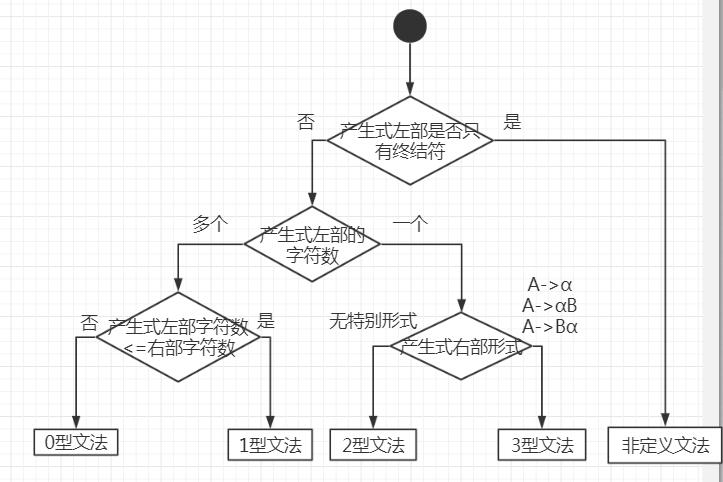 否
产生式左部是否只
有终结符
是
多个
产生式左部的
字符数
一个
否
产生式左部字符数
<=右部字符数
是
无特别形式
产生式右部形式
A->α
A->αB
A->Bα
0型文法
1型文法
2型文法
3型文法
非定义文法